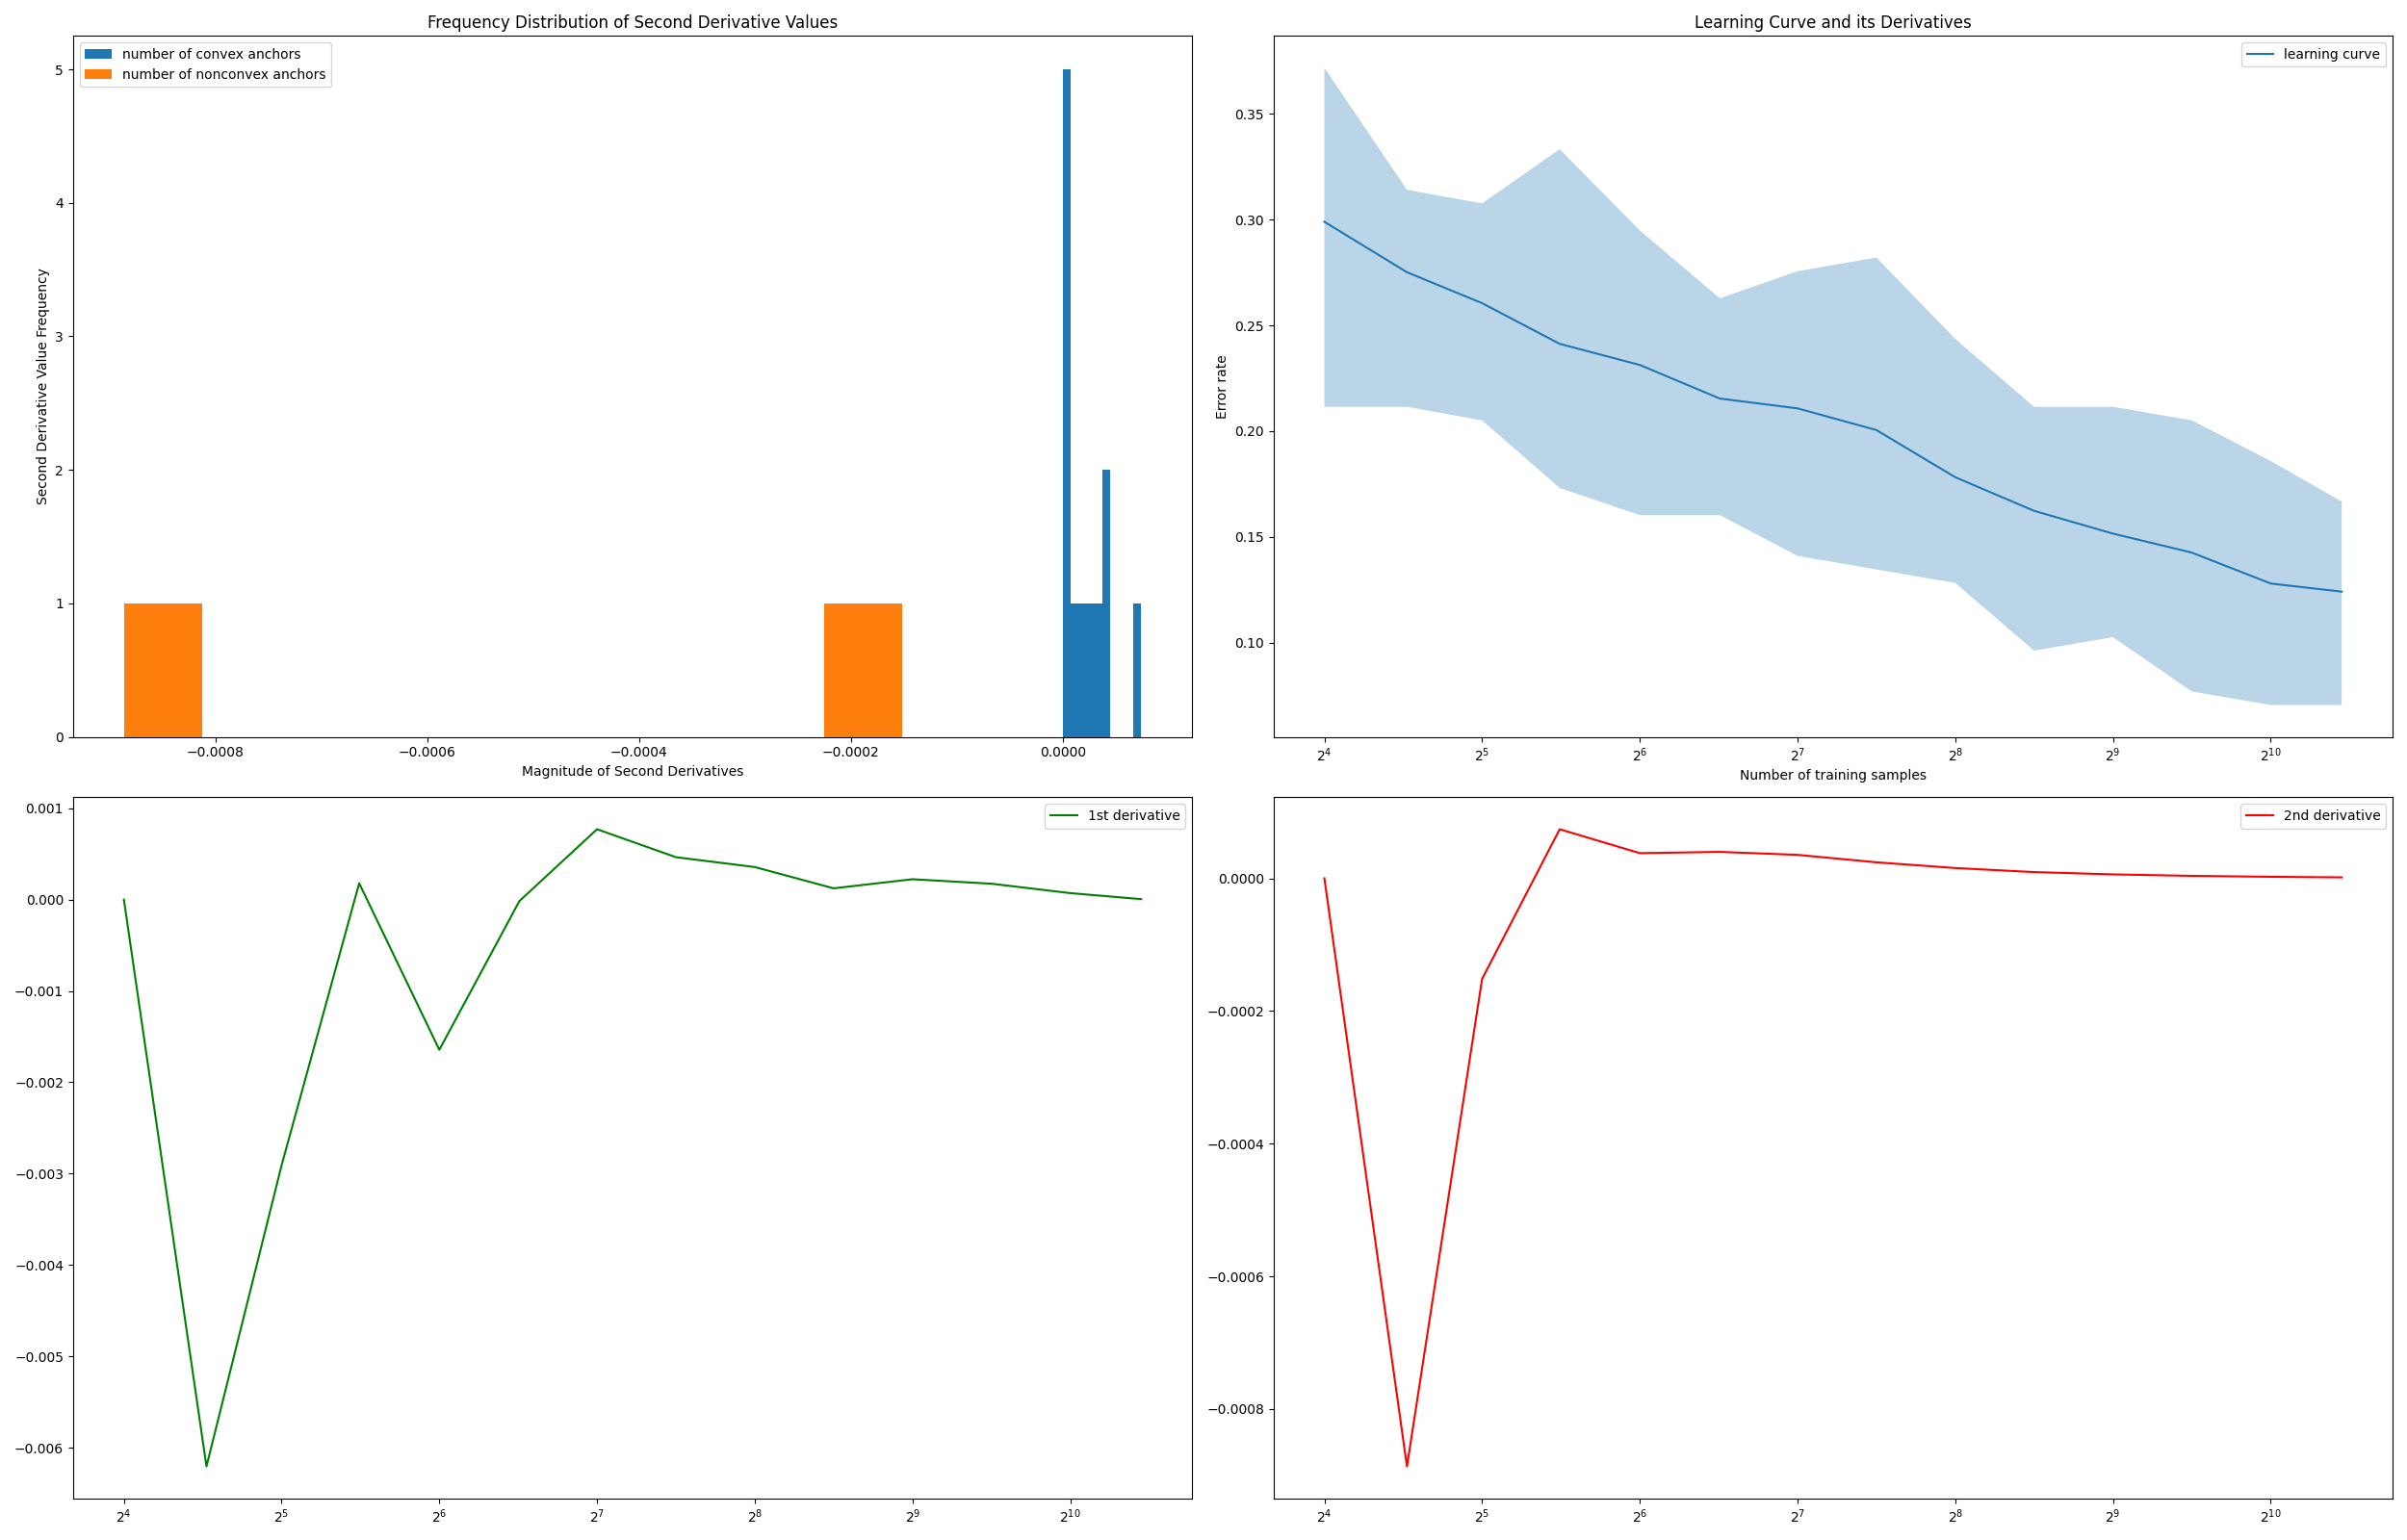 Frequency Distribution of Second Derivative Values
number of convex anchors
number of nonconvex anchors
Second Derivative Value Frequency
5
4
3
2
1
0
−0.0008 −0.0006 −0.0004 −0.0002 0.0000
Magnitude of Second Derivatives
Learning Curve and its Derivatives
learning curve
Error rate
0.35
0.30
0.25
0.20
0.15
0.10
2⁴ 2⁵ 2⁶ 2⁷ 2⁸ 2⁹ 2¹⁰
Number of training samples
1st derivative
0.001
0.000
−0.001
−0.002
−0.003
−0.004
−0.005
−0.006
2⁴ 2⁵ 2⁶ 2⁷ 2⁸ 2⁹ 2¹⁰
2nd derivative
0.0000
−0.0002
−0.0004
−0.0006
−0.0008
2⁴ 2⁵ 2⁶ 2⁷ 2⁸ 2⁹ 2¹⁰